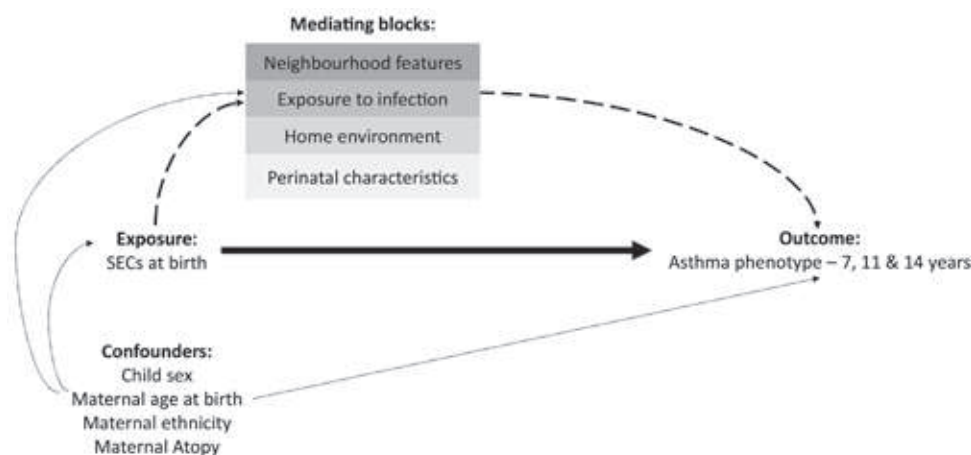 Mediating blocks:
Neighbourhood features
Exposure to infection
Home environment
Perinatal characteristics
Exposure:
SECs at birth
Outcome:
Asthma phenotype – 7, 11 & 14 years
Confounders:
Child sex
Maternal age at birth
Maternal ethnicity
Maternal Atopy